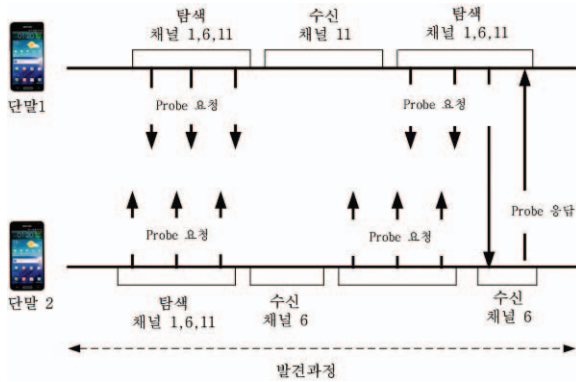 탐색
채널 1,6,11
수신
채널 11
탐색
채널 1,6,11
단말1
Probe 요청
Probe 요청
Probe 요청
Probe 요청
Probe 응답
단말 2
탐색
채널 1,6,11
수신
채널 6
수신
채널 6
발견과정